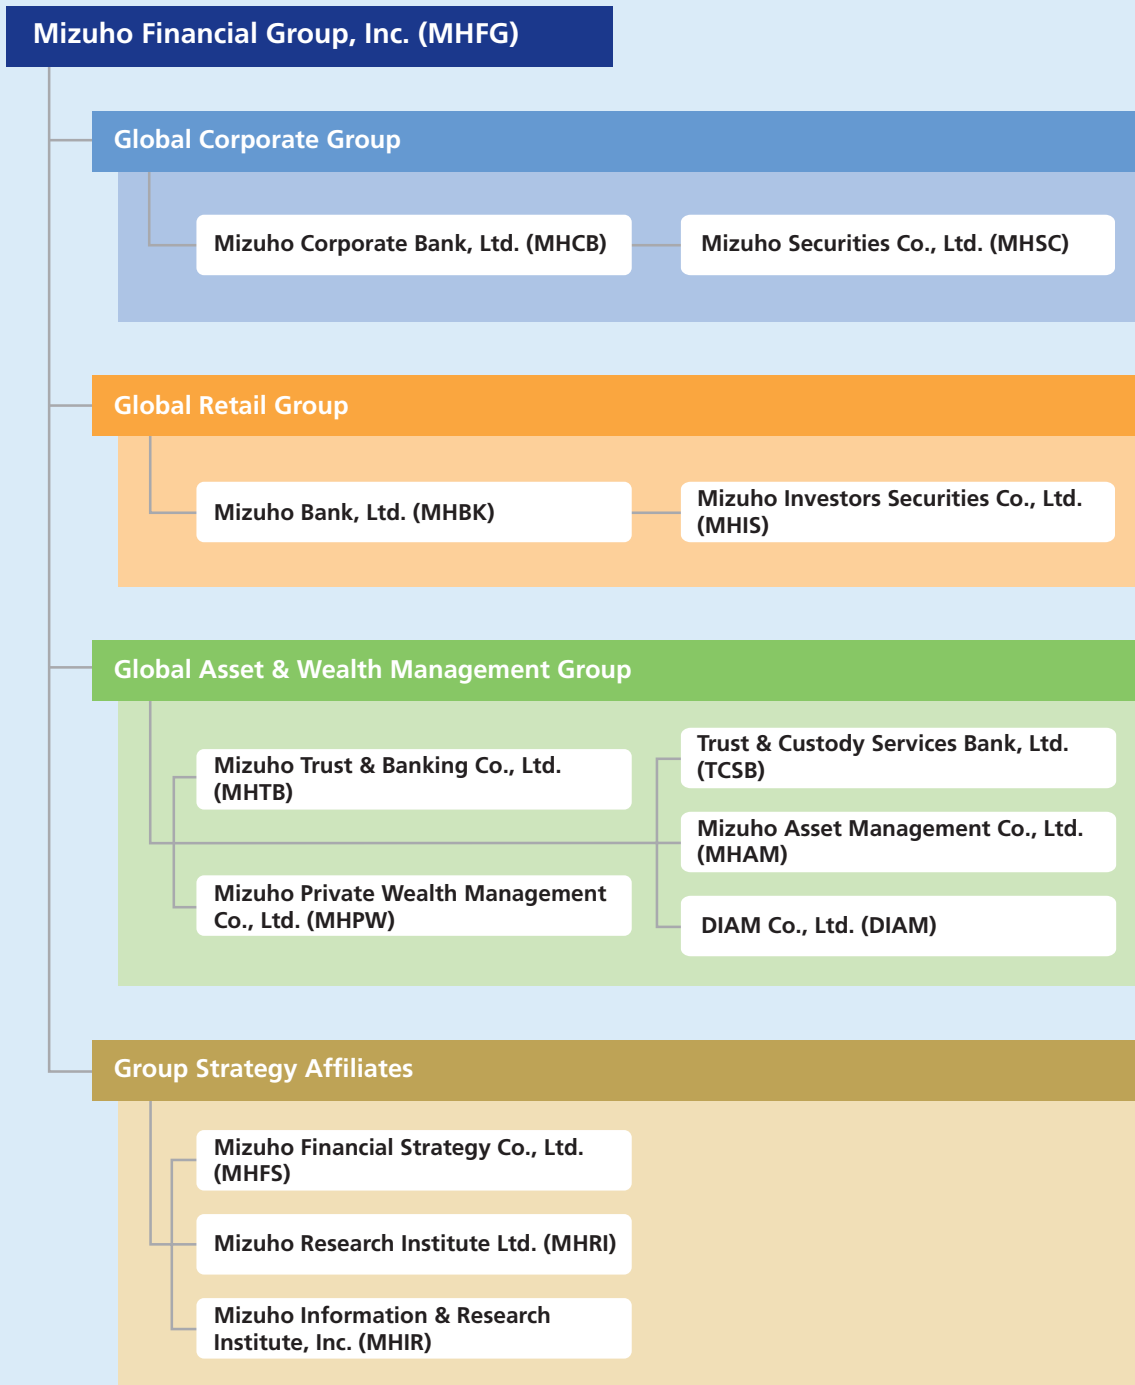 Mizuho Financial Group, Inc. (MHFG)
Global Corporate Group
Mizuho Corporate Bank, Ltd. (MHCB)
Mizuho Securities Co., Ltd. (MHSC)
Global Retail Group
Mizuho Bank, Ltd. (MHBK)
Mizuho Investors Securities Co., Ltd.
(MHIS)
Global Asset & Wealth Management Group
Mizuho Trust & Banking Co., Ltd.
(MHTB)
Mizuho Private Wealth Management
Co., Ltd. (MHPW)
Trust & Custody Services Bank, Ltd.
(TCSB)
Mizuho Asset Management Co., Ltd.
(MHAM)
DIAM Co., Ltd. (DIAM)
Group Strategy Affiliates
Mizuho Financial Strategy Co., Ltd.
(MHFS)
Mizuho Research Institute Ltd. (MHRI)
Mizuho Information & Research
Institute, Inc. (MHIR)